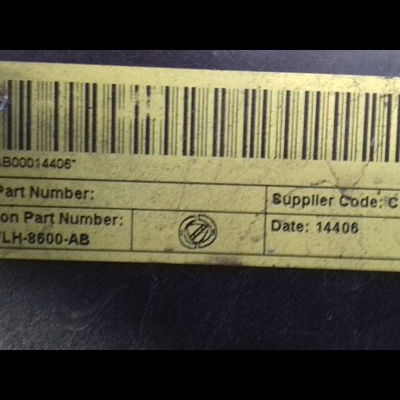 AB00014406*
Part Number:
Supplier Code: C
on Part Number:
Date: 14406
LH-8600-AB